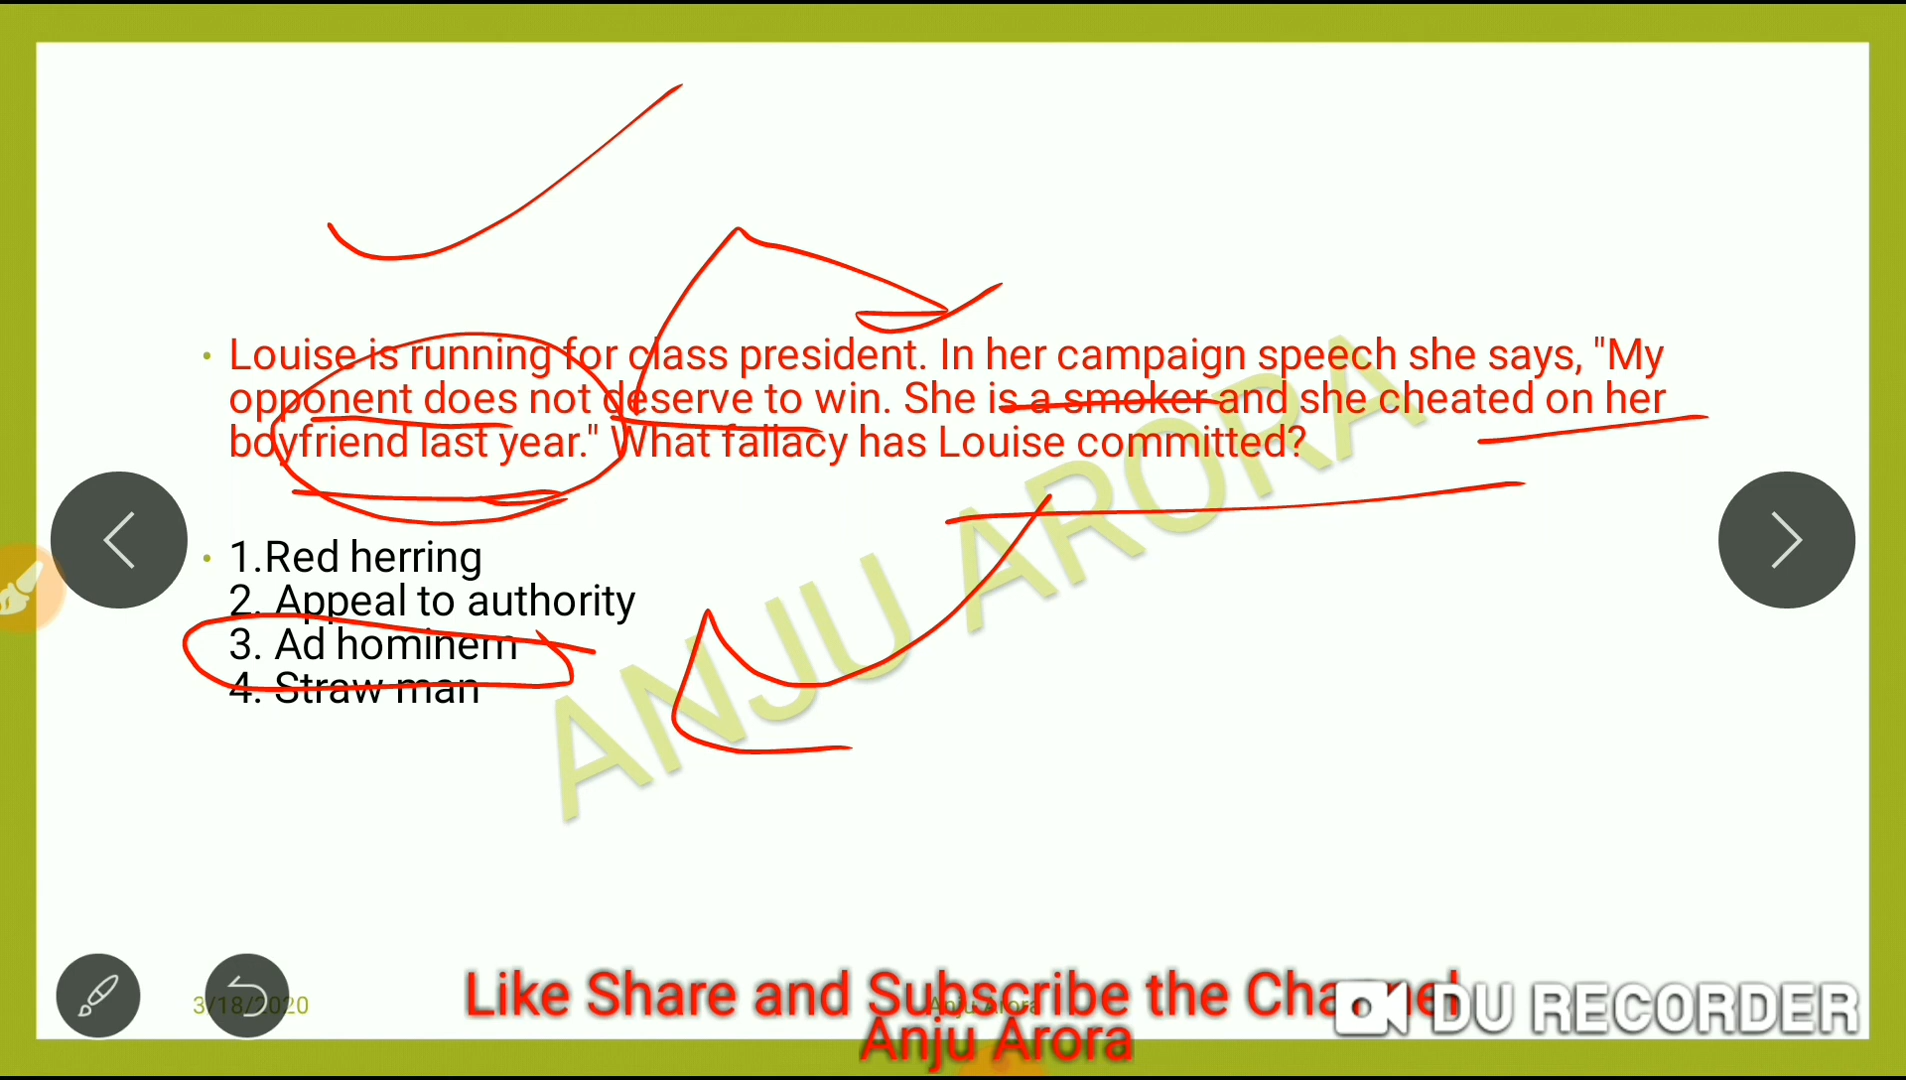 • Louise is running for class president. In her campaign speech she says, "My
opponent does not deserve to win. She is a smoker and she cheated on her
boyfriend last year." What fallacy has Louise committed?
• 1.Red herring
2. Appeal to authority
3. Ad hominem
4. Straw man
ANJU ARORA
3/18/2020
Anju Arora
Like Share and Subscribe the Channel
Anju Arora
DU RECORDER